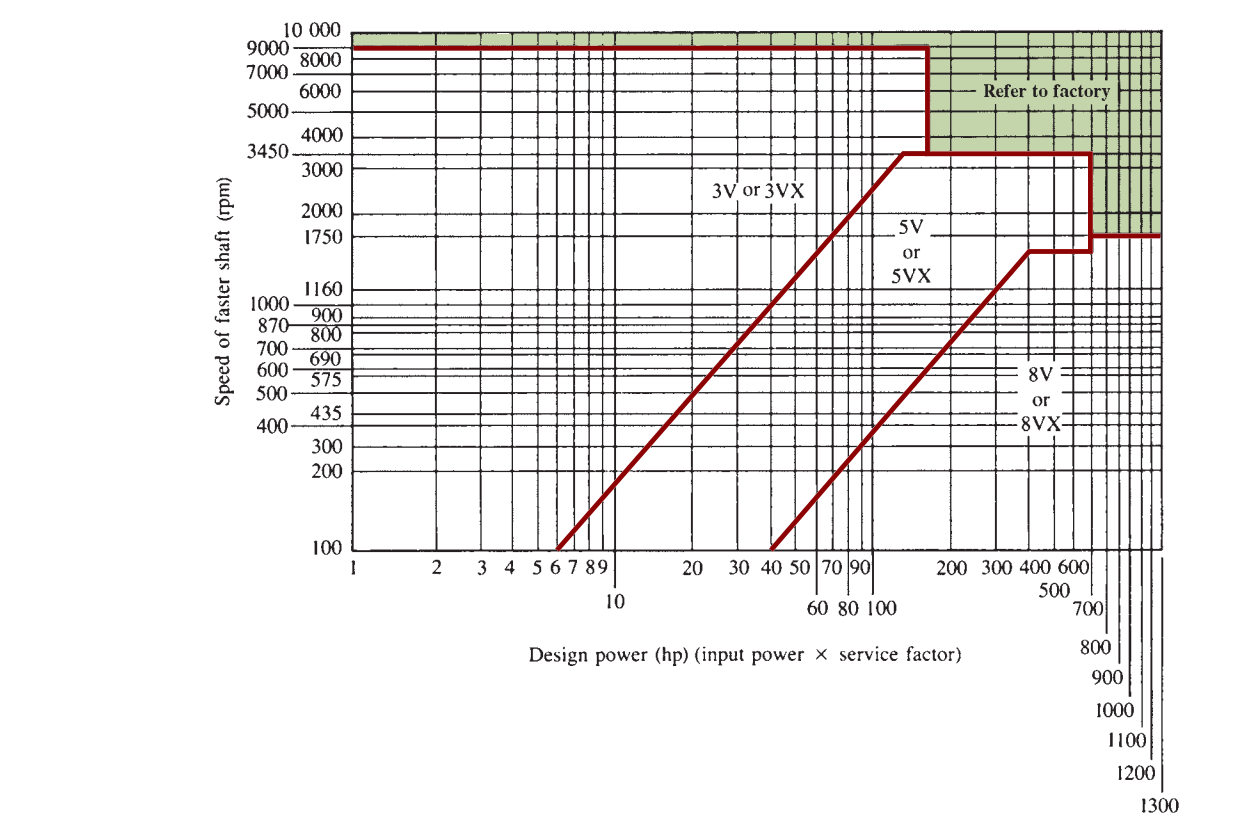 10 000
9000
8000
7000
6000
5000
4000
3450
3000
2000
1750
1160
1000
900
870
800
700
690
600
575
500
435
400
300
200
100
Speed of faster shaft (rpm)
Refer to factory
3V or 3VX
5V
or
5VX
8V
or
8VX
1 2 3 4 5 6 7 8 9 20 30 40 50 70 90 200 300 400 600
10 60 80 100 500 700
800
900
1000
1100
1200
1300
Design power (hp) (input power × service factor)